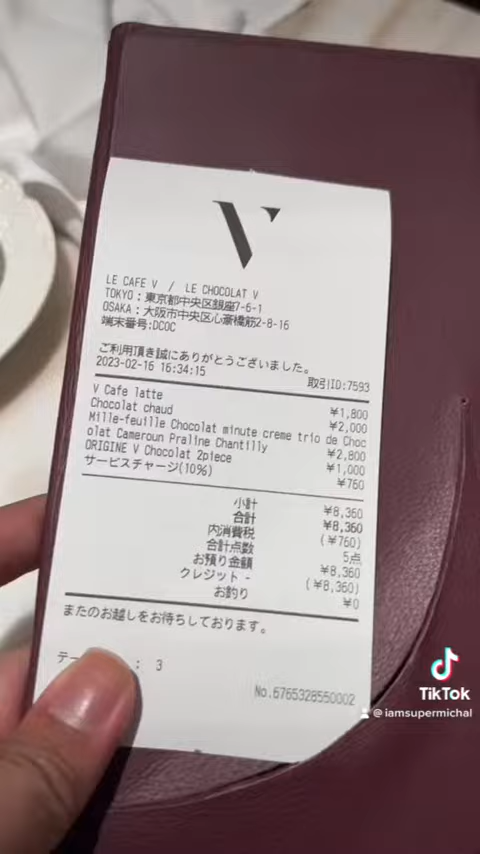 V
LE CAFE V / LE CHOCOLAT V
TOKYO：東京都中央区銀座7-6-1
OSAKA：大阪市中央区心斎橋筋2-8-16
端末番号:DCOC
ご利用頂き誠にありがとうございました。
2023-02-16 16:34:15 取引ID:7593
V Cafe latte ¥1,800
Chocolat chaud ¥2,000
Mille-feuille Chocolat minute creme trio de Choc
olat Cameroun Praline Chantilly ¥2,800
ORIGINE V Chocolat 2piece ¥1,000
サービスチャージ(10%) ¥760
小計 ¥8,360
合計 ¥8,360
内消費税 (¥760)
合計点数 5点
お預り金額 ¥8,360
クレジット - (¥8,360)
お釣り ¥0
またのお越しをお待ちしております。
テー : 3
No.6765328550002
TikTok
@iamsupermichal